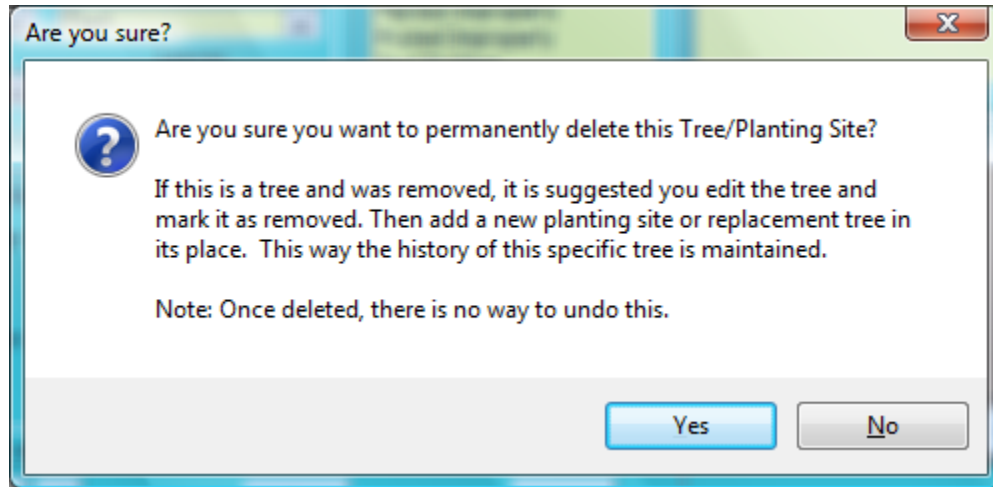 Are you sure?
Are you sure you want to permanently delete this Tree/Planting Site?
If this is a tree and was removed, it is suggested you edit the tree and
mark it as removed. Then add a new planting site or replacement tree in
its place.  This way the history of this specific tree is maintained.
Note: Once deleted, there is no way to undo this.
Yes
No